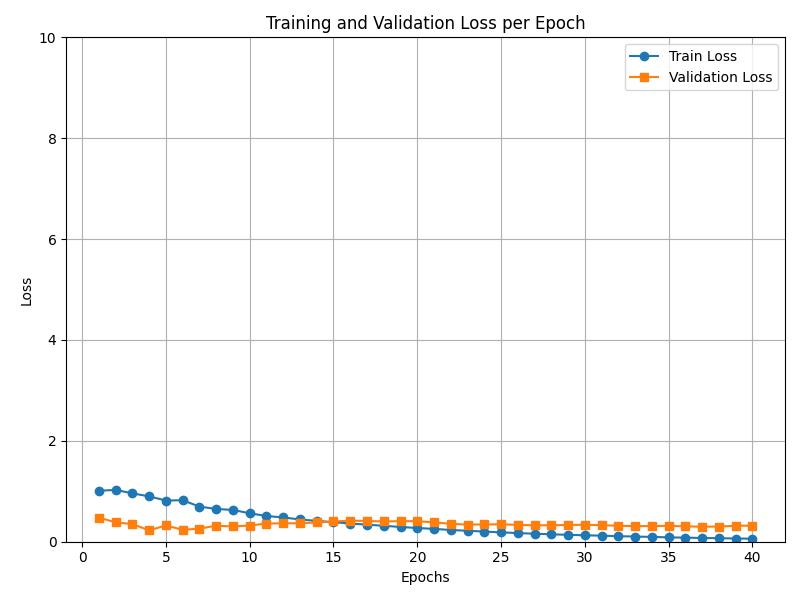 Training and Validation Loss per Epoch
Train Loss
Validation Loss
10
8
6
4
2
0
Loss
0 5 10 15 20 25 30 35 40
Epochs